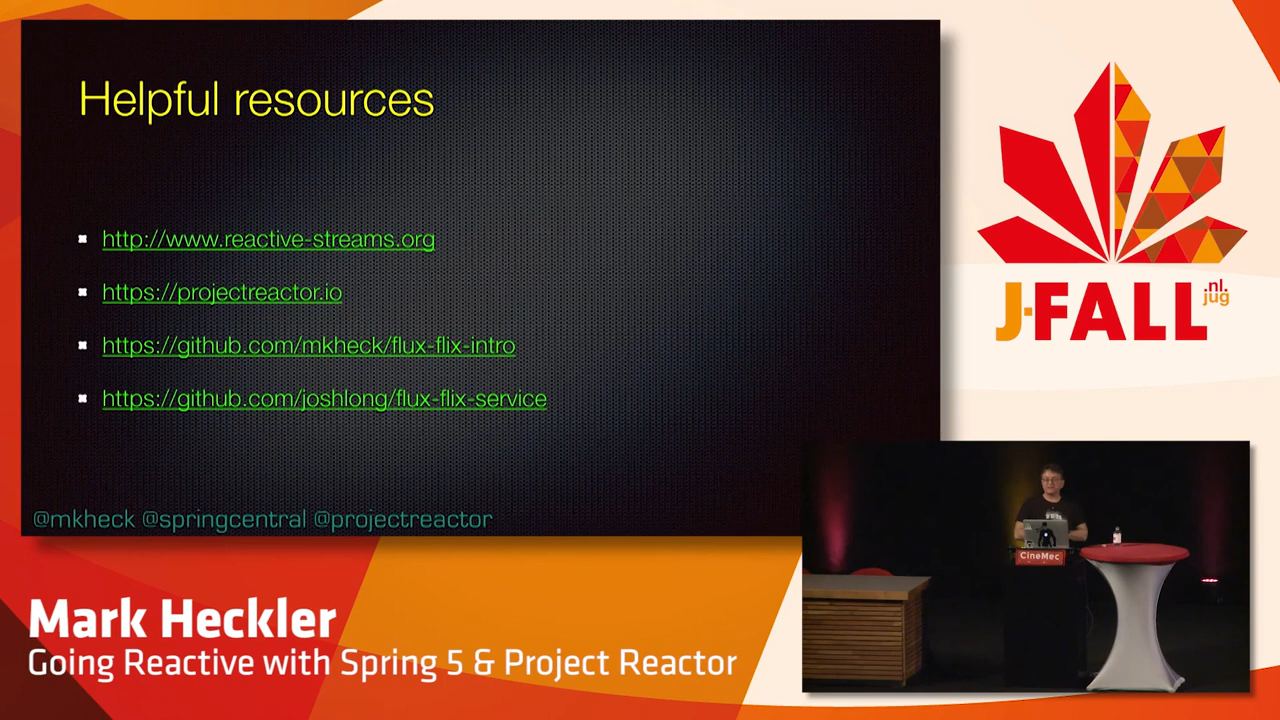 Helpful resources
http://www.reactive-streams.org
https://projectreactor.io
https://github.com/mkheck/flux-flix-intro
https://github.com/joshlong/flux-flix-service
@mkheck @springcentral @projectreactor
J-FALL
.nl.
jug
CineMec
Mark Heckler
Going Reactive with Spring 5 & Project Reactor